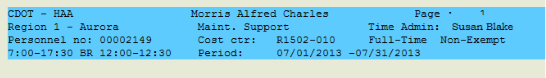 CDOT - HAA Morris Alfred Charles Page 1
Region 1 - Aurora Maint. Support Time Admin: Susan Blake
Personnel no: 00002149 Cost ctr: R1502-010 Full-Time Non-Exempt
7:00-17:30 BR 12:00-12:30 Period: 07/01/2013 -07/31/2013